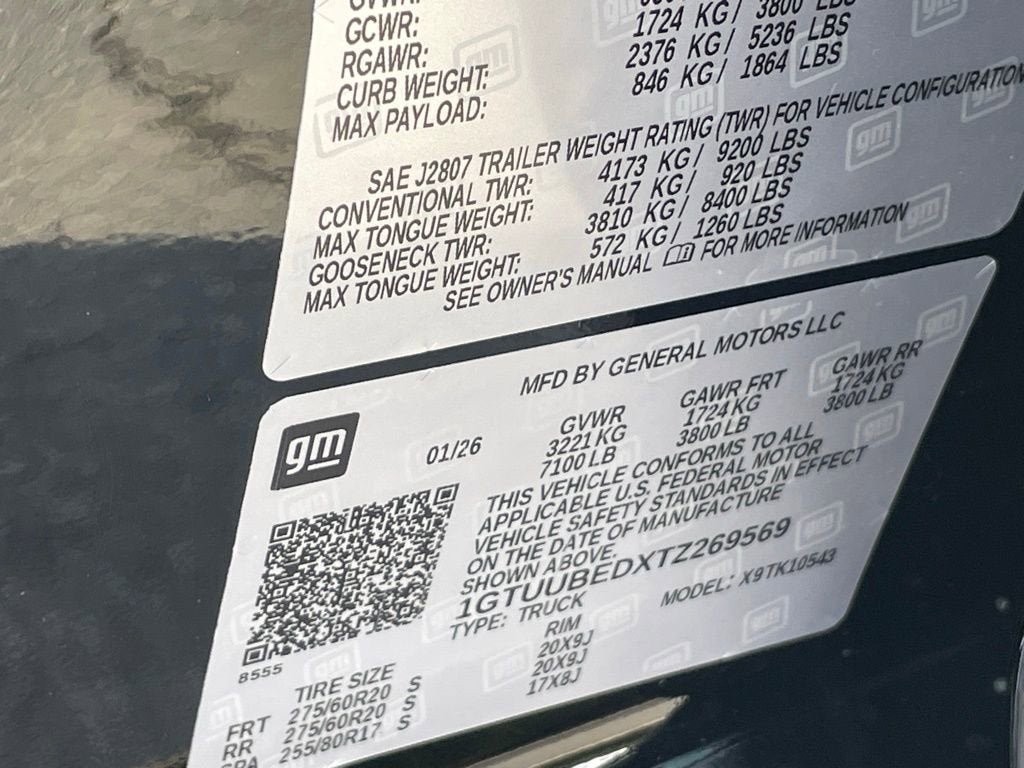 GVWR:
GCWR:
RGAWR: 1724 KG/ 3800 LBS
CURB WEIGHT: 2376 KG/ 5236 LBS
MAX PAYLOAD: 846 KG/ 1864 LBS
SAE J2807 TRAILER WEIGHT RATING (TWR) FOR VEHICLE CONFIGURATION
CONVENTIONAL TWR: 4173 KG/ 9200 LBS
MAX TONGUE WEIGHT: 417 KG/ 920 LBS
GOOSENECK TWR: 3810 KG/ 8400 LBS
MAX TONGUE WEIGHT: 572 KG/ 1260 LBS
SEE OWNER'S MANUAL FOR MORE INFORMATION
MFD BY GENERAL MOTORS LLC
gm
01/26
GVWR GAWR FRT GAWR RR
3221 KG 1724 KG 1724 KG
7100 LB 3800 LB 3800 LB
THIS VEHICLE CONFORMS TO ALL
APPLICABLE U.S. FEDERAL MOTOR
VEHICLE SAFETY STANDARDS IN EFFECT
ON THE DATE OF MANUFACTURE
SHOWN ABOVE.
1GTUUBEDXTZ269569
TYPE: TRUCK MODEL: X9 TK10543
8555
TIRE SIZE RIM
FRT 275/60R20 S 20X9J
RR 275/60R20 S 20X9J
SPA 255/80R17 S 17X8J